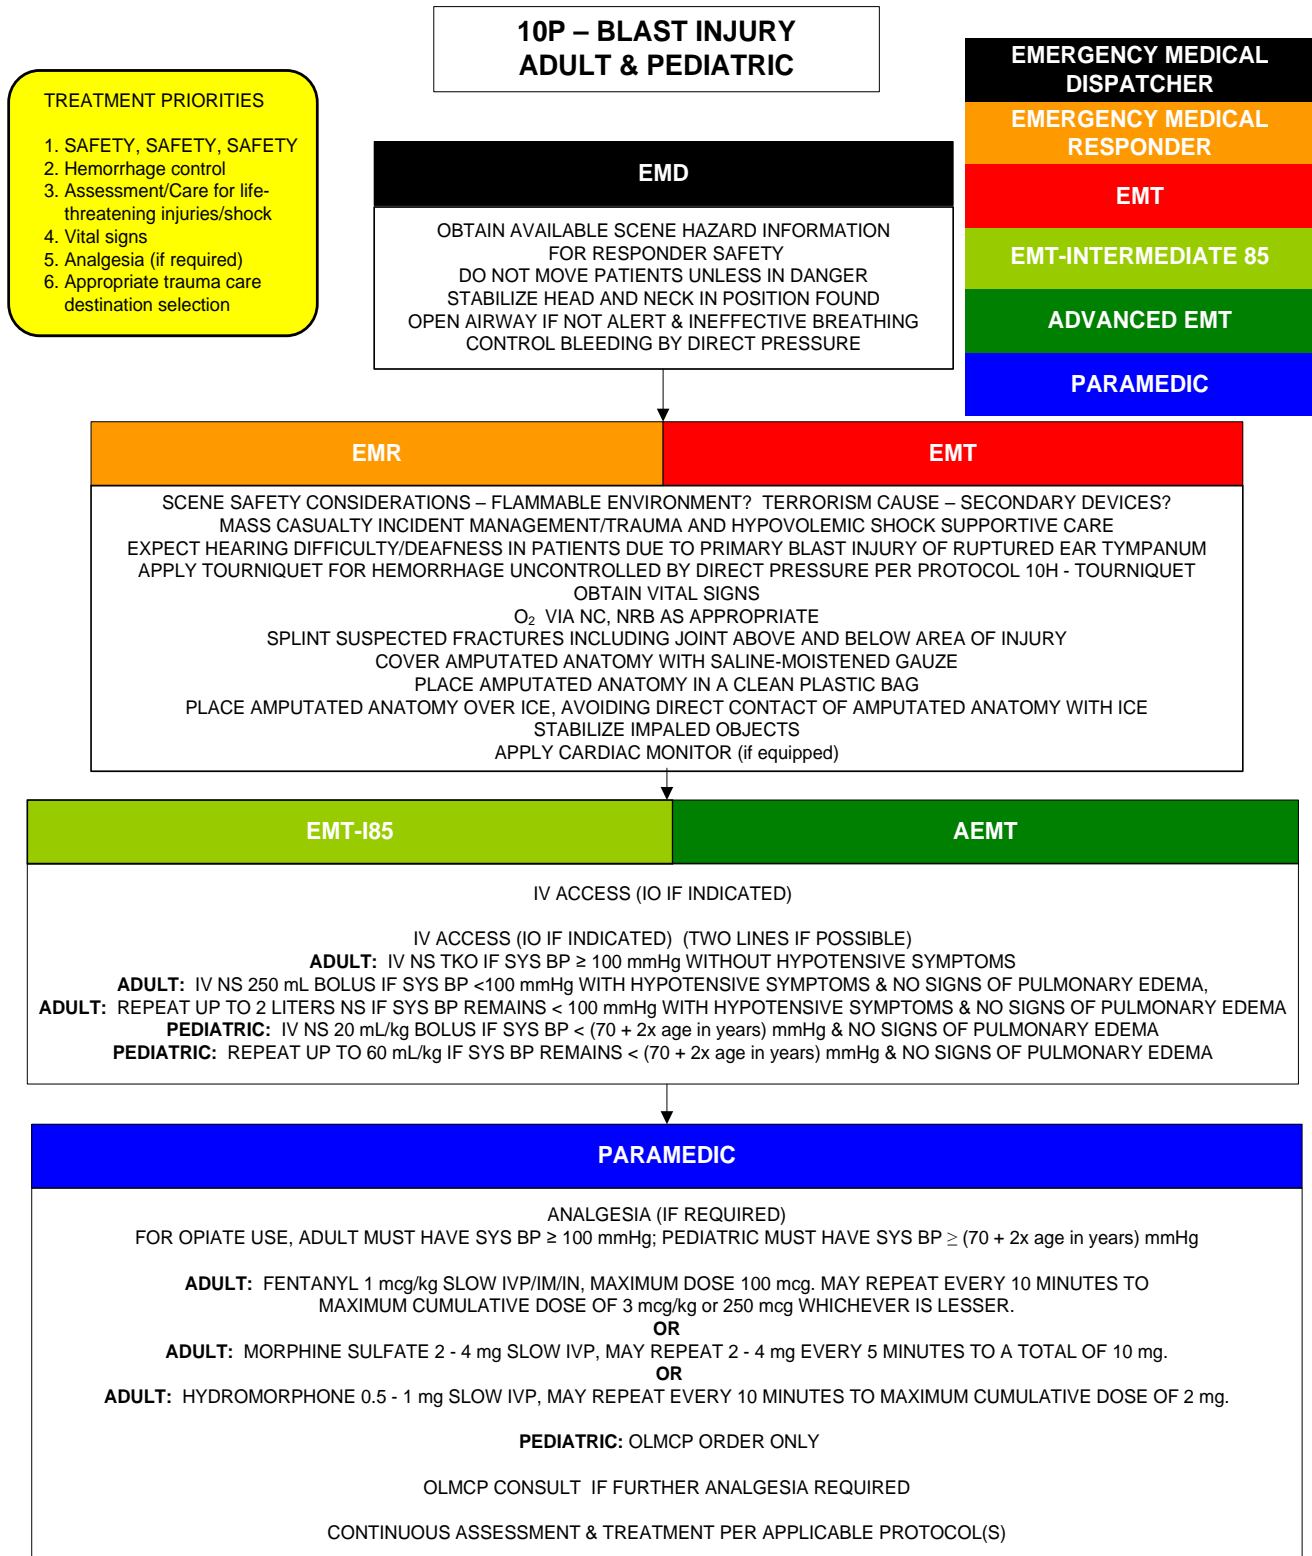 10P – BLAST INJURY
ADULT & PEDIATRIC
TREATMENT PRIORITIES
1. SAFETY, SAFETY, SAFETY
2. Hemorrhage control
3. Assessment/Care for life-
threatening injuries/shock
4. Vital signs
5. Analgesia (if required)
6. Appropriate trauma care
destination selection
EMERGENCY MEDICAL
DISPATCHER
EMERGENCY MEDICAL
RESPONDER
EMT
EMT-INTERMEDIATE 85
ADVANCED EMT
PARAMEDIC
EMD
OBTAIN AVAILABLE SCENE HAZARD INFORMATION
FOR RESPONDER SAFETY
DO NOT MOVE PATIENTS UNLESS IN DANGER
STABILIZE HEAD AND NECK IN POSITION FOUND
OPEN AIRWAY IF NOT ALERT & INEFFECTIVE BREATHING
CONTROL BLEEDING BY DIRECT PRESSURE
EMR
EMT
SCENE SAFETY CONSIDERATIONS – FLAMMABLE ENVIRONMENT? TERRORISM CAUSE – SECONDARY DEVICES?
MASS CASUALTY INCIDENT MANAGEMENT/TRAUMA AND HYPOVOLEMIC SHOCK SUPPORTIVE CARE
EXPECT HEARING DIFFICULTY/DEAFNESS IN PATIENTS DUE TO PRIMARY BLAST INJURY OF RUPTURED EAR TYMPANUM
APPLY TOURNIQUET FOR HEMORRHAGE UNCONTROLLED BY DIRECT PRESSURE PER PROTOCOL 10H - TOURNIQUET
OBTAIN VITAL SIGNS
O₂ VIA NC, NRB AS APPROPRIATE
SPLINT SUSPECTED FRACTURES INCLUDING JOINT ABOVE AND BELOW AREA OF INJURY
COVER AMPUTATED ANATOMY WITH SALINE-MOISTENED GAUZE
PLACE AMPUTATED ANATOMY IN A CLEAN PLASTIC BAG
PLACE AMPUTATED ANATOMY OVER ICE, AVOIDING DIRECT CONTACT OF AMPUTATED ANATOMY WITH ICE
STABILIZE IMPALED OBJECTS
APPLY CARDIAC MONITOR (if equipped)
EMT-I85
AEMT
IV ACCESS (IO IF INDICATED)
IV ACCESS (IO IF INDICATED) (TWO LINES IF POSSIBLE)
ADULT: IV NS TKO IF SYS BP ≥ 100 mmHg WITHOUT HYPOTENSIVE SYMPTOMS
ADULT: IV NS 250 mL BOLUS IF SYS BP <100 mmHg WITH HYPOTENSIVE SYMPTOMS & NO SIGNS OF PULMONARY EDEMA,
ADULT: REPEAT UP TO 2 LITERS NS IF SYS BP REMAINS < 100 mmHg WITH HYPOTENSIVE SYMPTOMS & NO SIGNS OF PULMONARY EDEMA
PEDIATRIC: IV NS 20 mL/kg BOLUS IF SYS BP < (70 + 2x age in years) mmHg & NO SIGNS OF PULMONARY EDEMA
PEDIATRIC: REPEAT UP TO 60 mL/kg IF SYS BP REMAINS < (70 + 2x age in years) mmHg & NO SIGNS OF PULMONARY EDEMA
PARAMEDIC
ANALGESIA (IF REQUIRED)
FOR OPIATE USE, ADULT MUST HAVE SYS BP ≥ 100 mmHg; PEDIATRIC MUST HAVE SYS BP ≥ (70 + 2x age in years) mmHg
ADULT: FENTANYL 1 mcg/kg SLOW IVP/IM/IN, MAXIMUM DOSE 100 mcg. MAY REPEAT EVERY 10 MINUTES TO
MAXIMUM CUMULATIVE DOSE OF 3 mcg/kg or 250 mcg WHICHEVER IS LESSER.
OR
ADULT: MORPHINE SULFATE 2 - 4 mg SLOW IVP, MAY REPEAT 2 - 4 mg EVERY 5 MINUTES TO A TOTAL OF 10 mg.
OR
ADULT: HYDROMORPHONE 0.5 - 1 mg SLOW IVP, MAY REPEAT EVERY 10 MINUTES TO MAXIMUM CUMULATIVE DOSE OF 2 mg.
PEDIATRIC: OLMCP ORDER ONLY
OLMCP CONSULT IF FURTHER ANALGESIA REQUIRED
CONTINUOUS ASSESSMENT & TREATMENT PER APPLICABLE PROTOCOL(S)